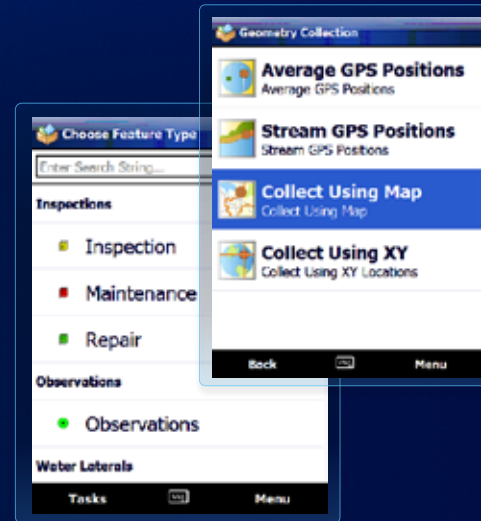 Geometry Collection
Average GPS Positions
Average GPS Positions
Stream GPS Positions
Stream GPS Positions
Collect Using Map
Collect Using Map
Collect Using XY
Collect Using XY Locations
Back
Menu
Choose Feature Type
Enter Search String...
Inspections
Inspection
Maintenance
Repair
Observations
Observations
Water Laterals
Tasks
Menu